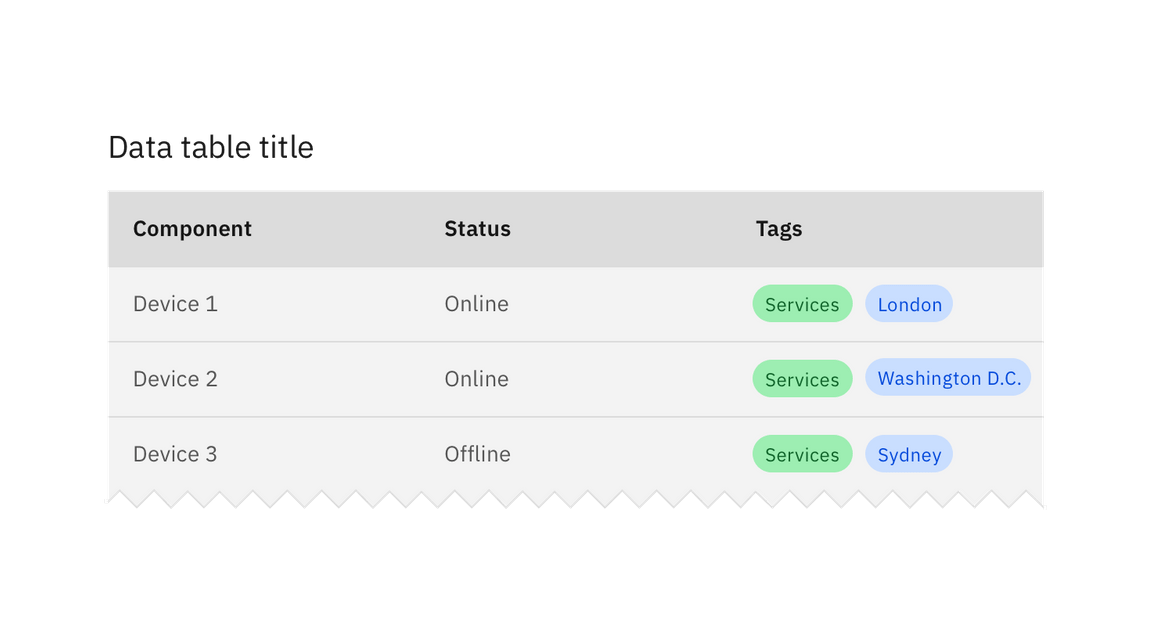 Data table title
Component Status Tags
Device 1 Online Services London
Device 2 Online Services Washington D.C.
Device 3 Offline Services Sydney